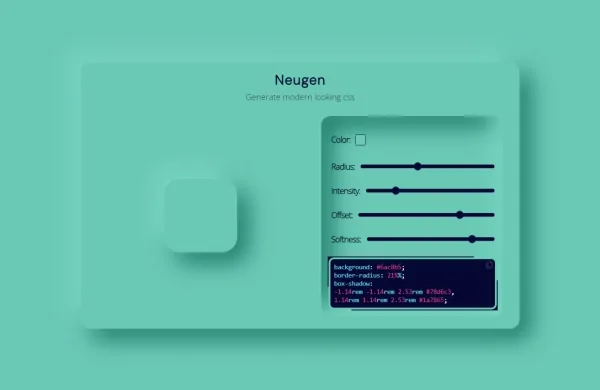 Neugen
Generate modern looking css
Color:
Radius:
Intensity:
Offset:
Softness:
background: #6ac8b6;
border-radius: 21%;
box-shadow:
-1.14rem -1.14rem 2.53rem #78d6c3,
1.14rem 1.14rem 2.53rem #1a7865;